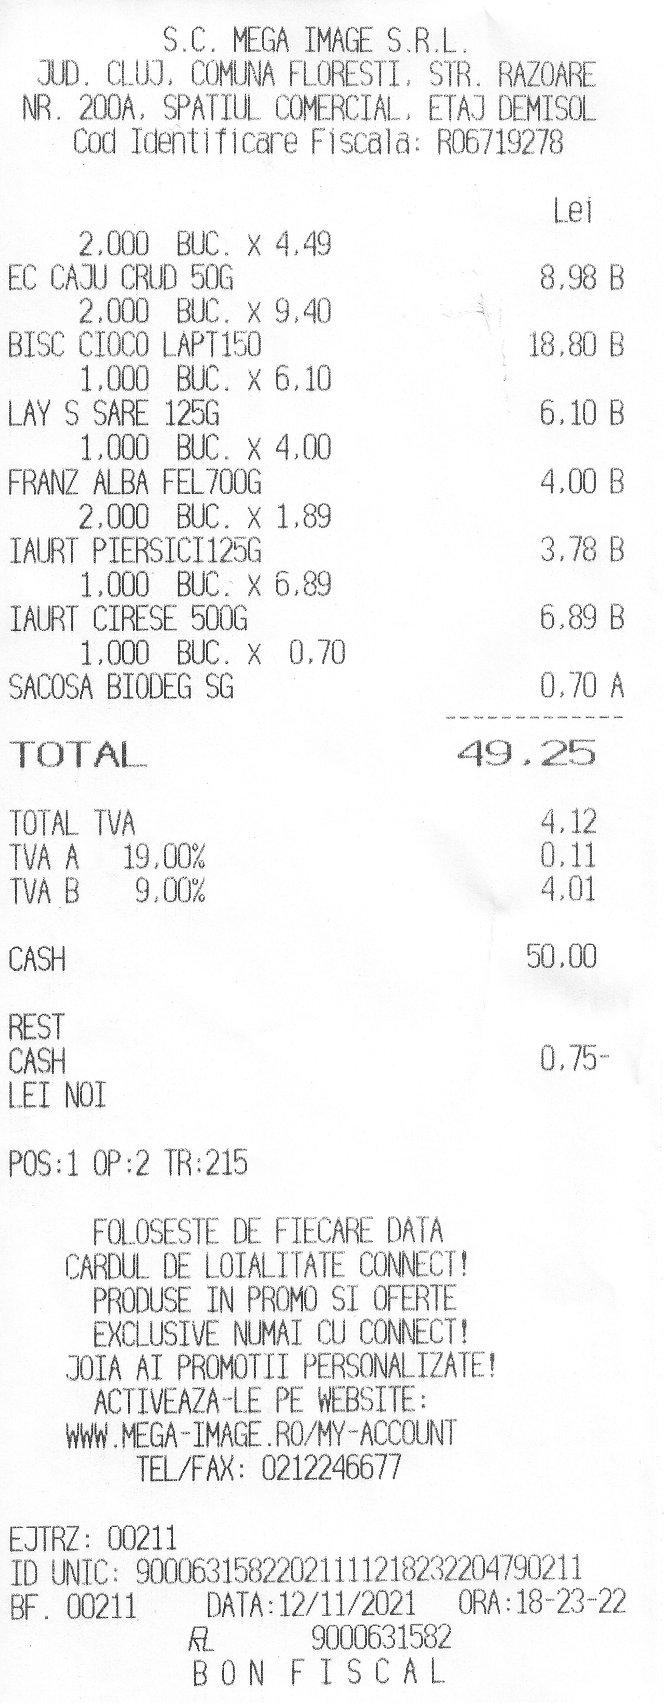 S.C. MEGA IMAGE S.R.L.
JUD. CLUJ, COMUNA FLORESTI, STR. RAZOARE
NR. 200A, SPATIUL COMERCIAL, ETAJ DEMISOL
Cod Identificare Fiscala: RO6719278
Lei
2,000 BUC. X 4,49
EC CAJU CRUD 50G 8,98 B
2,000 BUC. X 9,40
BISC CIOCO LAPT150 18,80 B
1,000 BUC. X 6,10
LAY S SARE 125G 6,10 B
1,000 BUC. X 4,00
FRANZ ALBA FEL700G 4,00 B
2,000 BUC. X 1,89
IAURT PIERSICI125G 3,78 B
1,000 BUC. X 6,89
IAURT CIRESE 500G 6,89 B
1,000 BUC. X 0,70
SACOSA BIODEG SG 0,70 A
------------
TOTAL 49,25
TOTAL TVA 4,12
TVA A 19,00% 0,11
TVA B 9,00% 4,01
CASH 50,00
REST
CASH 0,75-
LEI NOI
POS:1 OP:2 TR:215
FOLOSESTE DE FIECARE DATA
CARDUL DE LOIALITATE CONNECT!
PRODUSE IN PROMO SI OFERTE
EXCLUSIVE NUMAI CU CONNECT!
JOIA AI PROMOTII PERSONALIZATE!
ACTIVEAZA-LE PE WEBSITE:
WWW.MEGA-IMAGE.RO/MY-ACCOUNT
TEL/FAX: 0212246677
EJTRZ: 00211
ID UNIC: 9000631582202111121823220479​0211
BF. 00211 DATA:12/11/2021 ORA:18-23-22
RL 9000631582
BON FISCAL